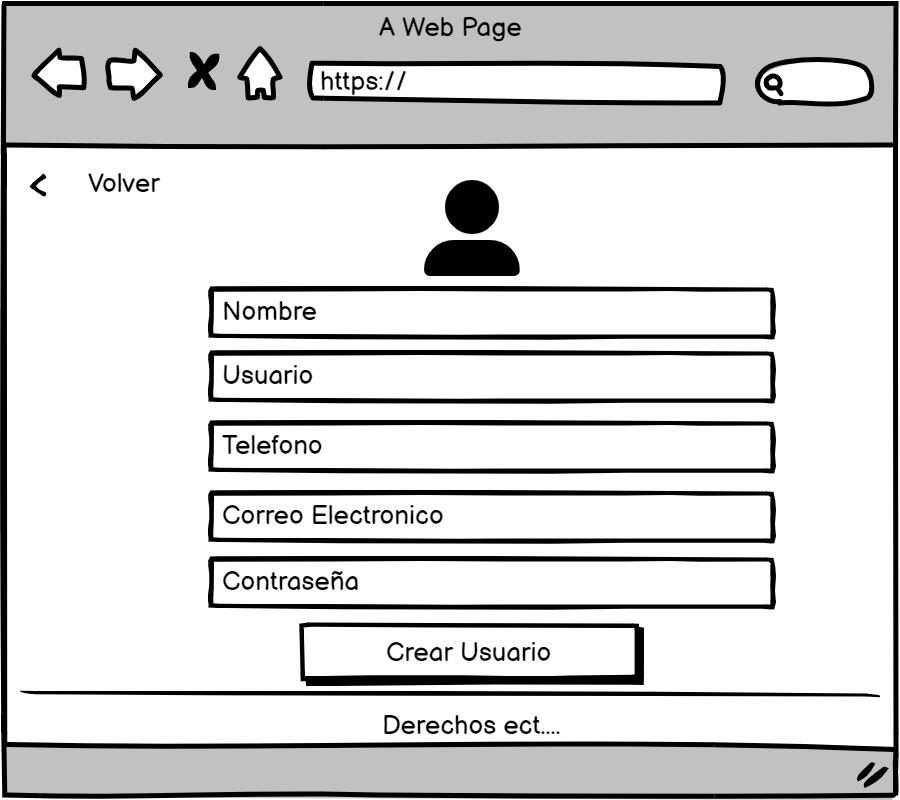 A Web Page
https://
Volver
Nombre
Usuario
Telefono
Correo Electronico
Contraseña
Crear Usuario
Derechos ect....